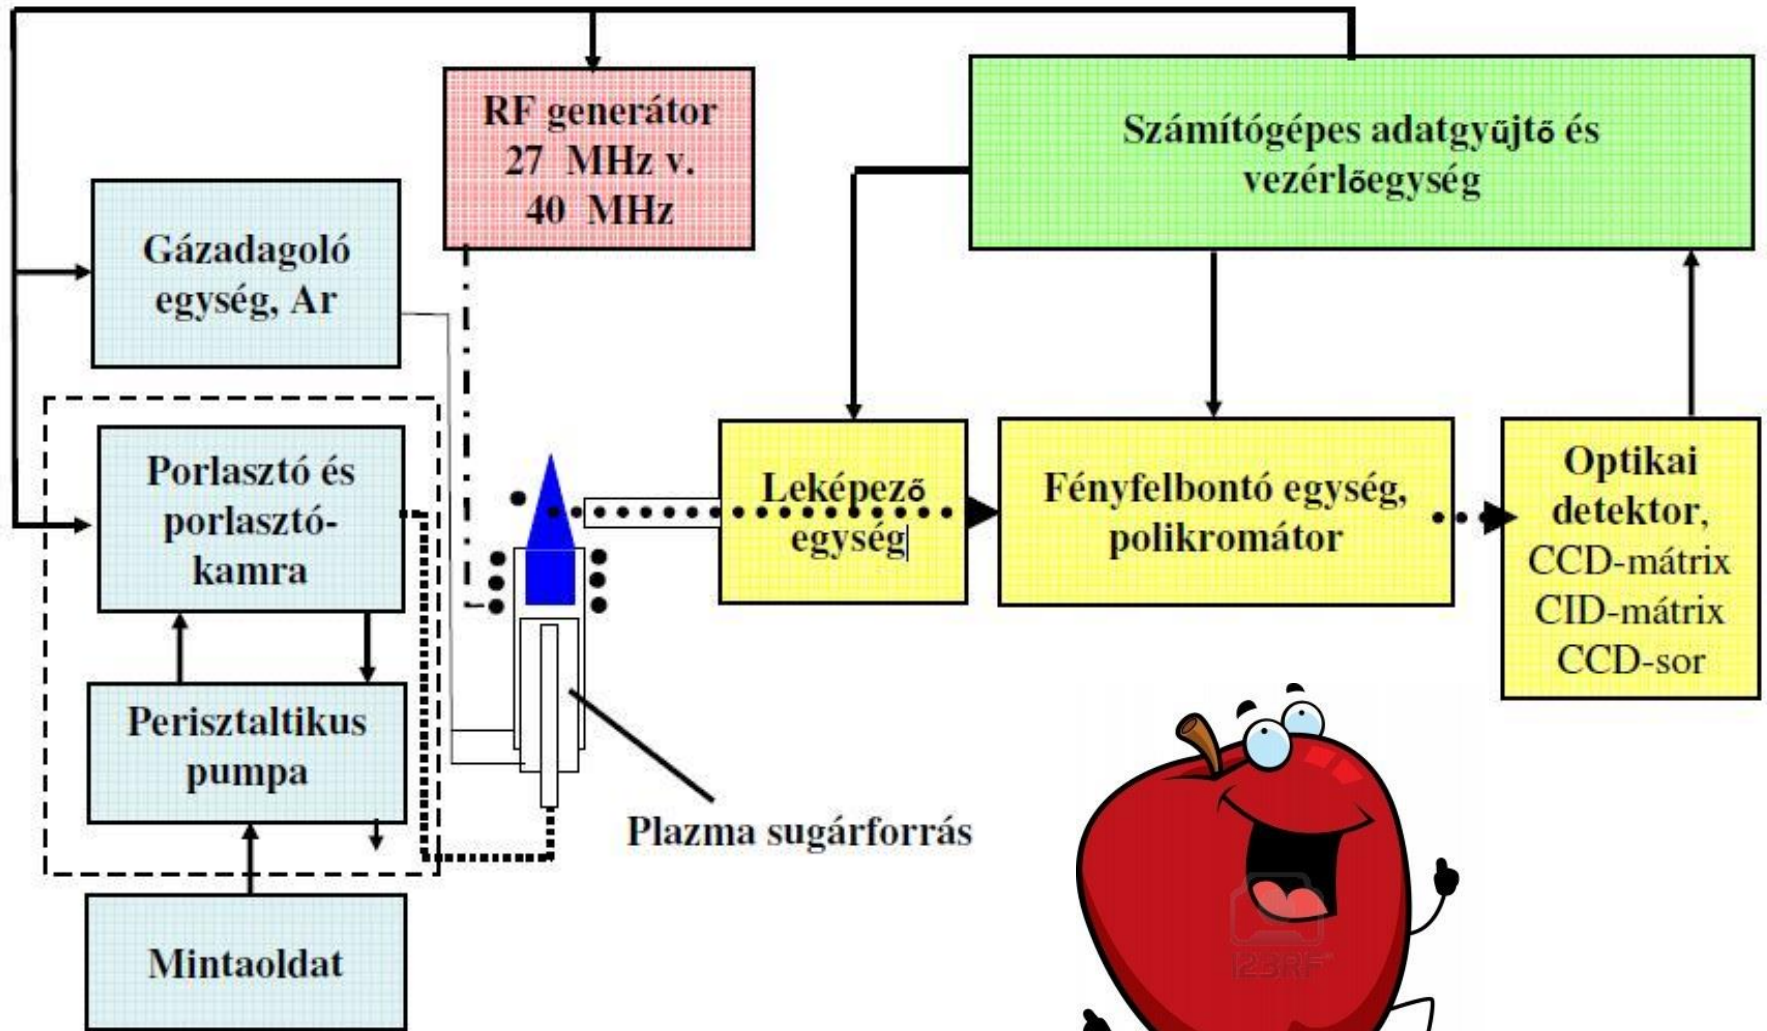 RF generátor
27 MHz v.
40 MHz
Számítógépes adatgyűjtő és
vezérlőegység
Gázadagoló
egység, Ar
Porlasztó és
porlasztó-
kamra
Leképező
egység
Fényfelbontó egység,
polikromátor
Optikai
detektor,
CCD-mátrix
CID-mátrix
CCD-sor
Perisztaltikus
pumpa
Plazma sugárforrás
Mintaoldat
123RF